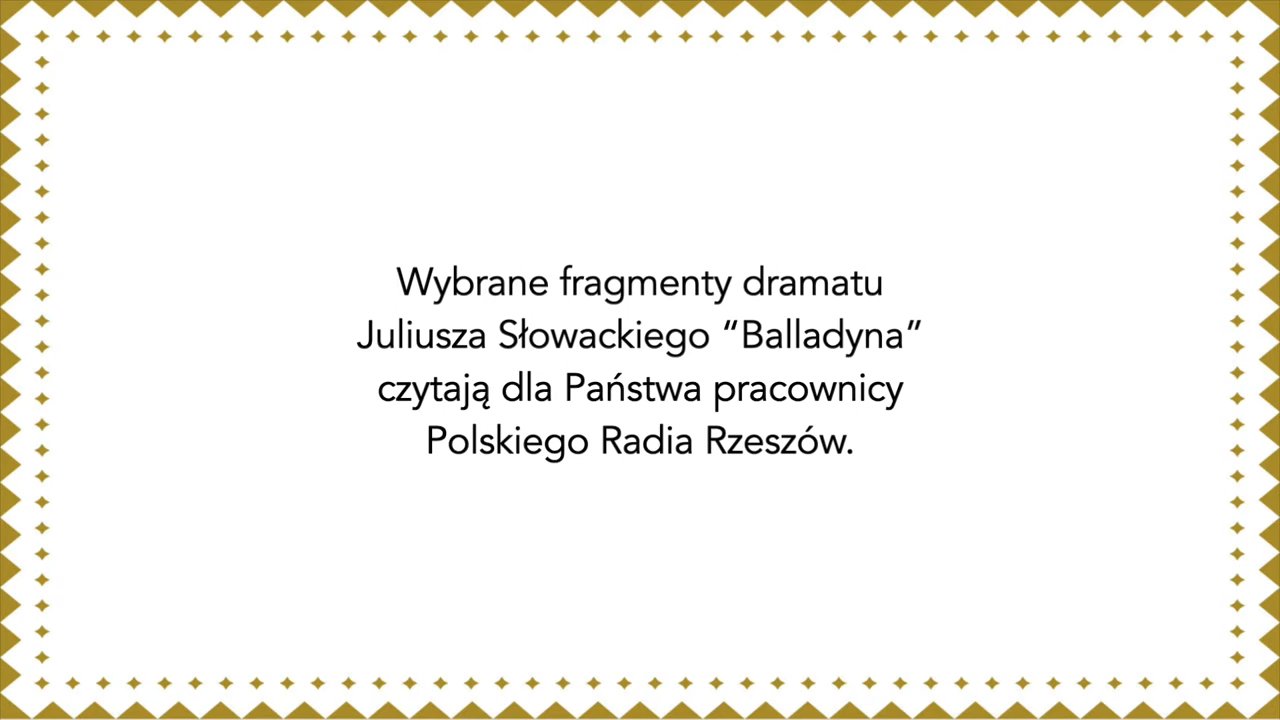 Wybrane fragmenty dramatu
Juliusza Słowackiego “Balladyna”
czytają dla Państwa pracownicy
Polskiego Radia Rzeszów.